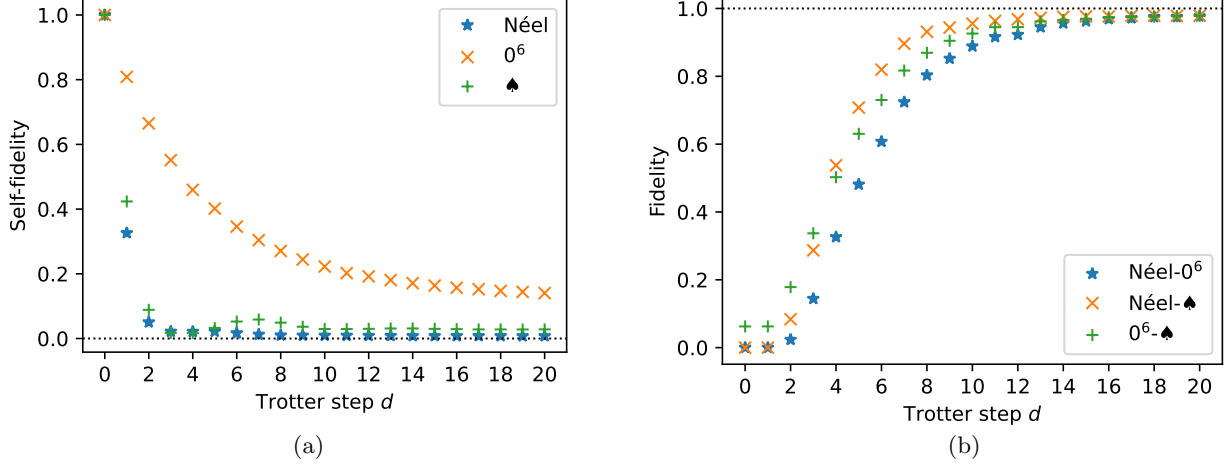 1.0
0.8
0.6
0.4
0.2
0.0
Self-fidelity
Néel
0⁶
♠
0 2 4 6 8 10 12 14 16 18 20
Trotter step d
(a)
1.0
0.8
0.6
0.4
0.2
0.0
Fidelity
Néel-0⁶
Néel-♠
0⁶-♠
0 2 4 6 8 10 12 14 16 18 20
Trotter step d
(b)